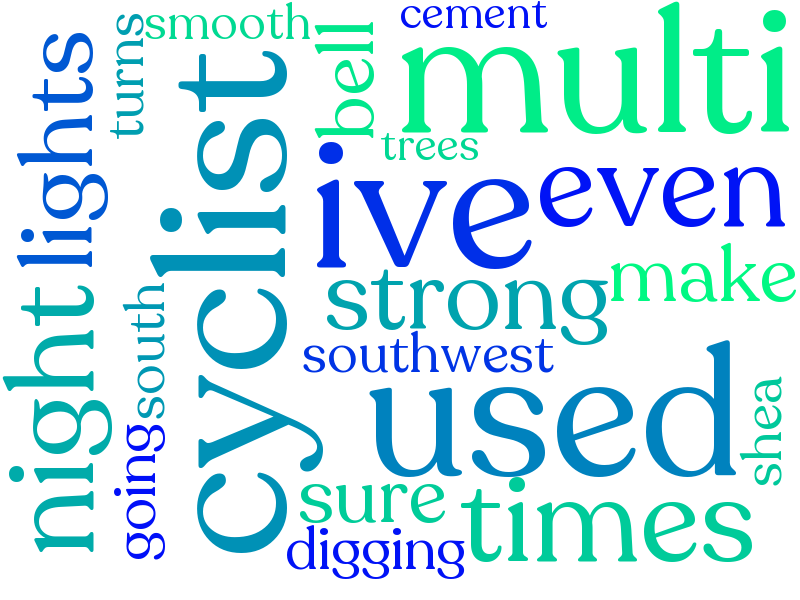 smooth
cement
turns
lights
cyclist
bell
multi
trees
ive
even
night
south
strong
make
southwest
used
shea
going
sure
times
digging